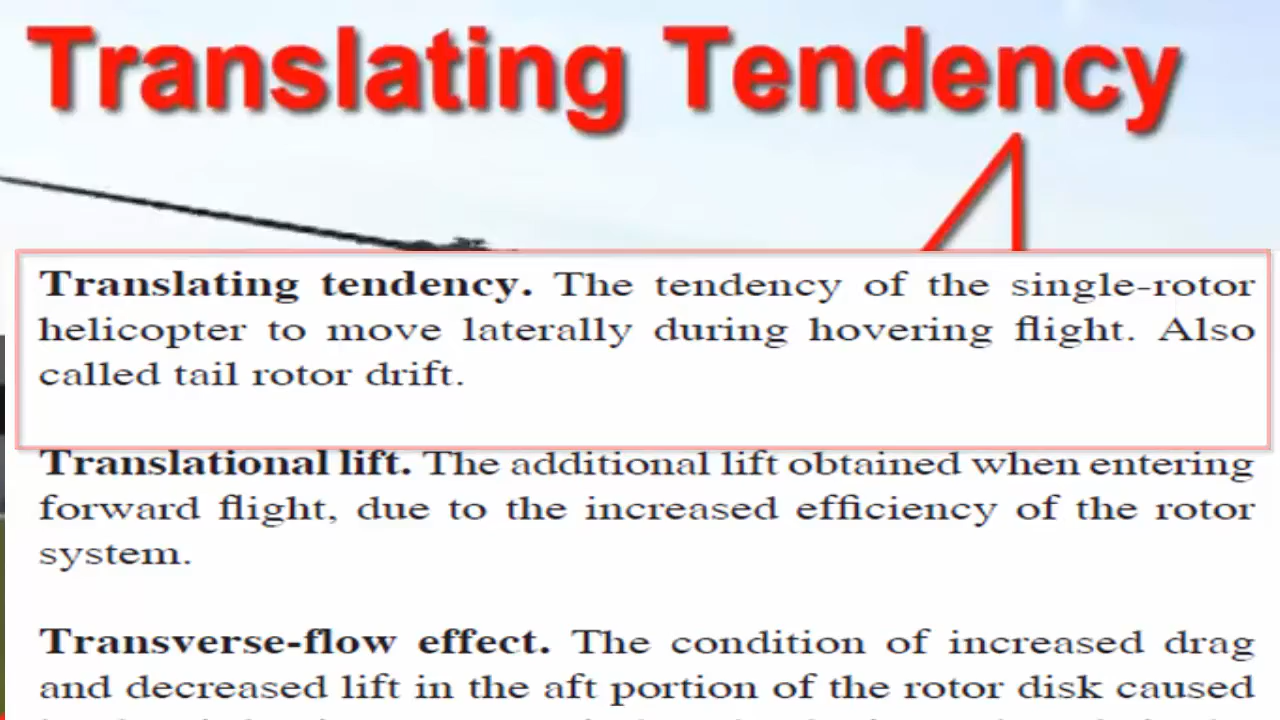 Translating Tendency
Translating tendency. The tendency of the single-rotor
helicopter to move laterally during hovering flight. Also
called tail rotor drift.
Translational lift. The additional lift obtained when entering
forward flight, due to the increased efficiency of the rotor
system.
Transverse-flow effect. The condition of increased drag
and decreased lift in the aft portion of the rotor disk caused